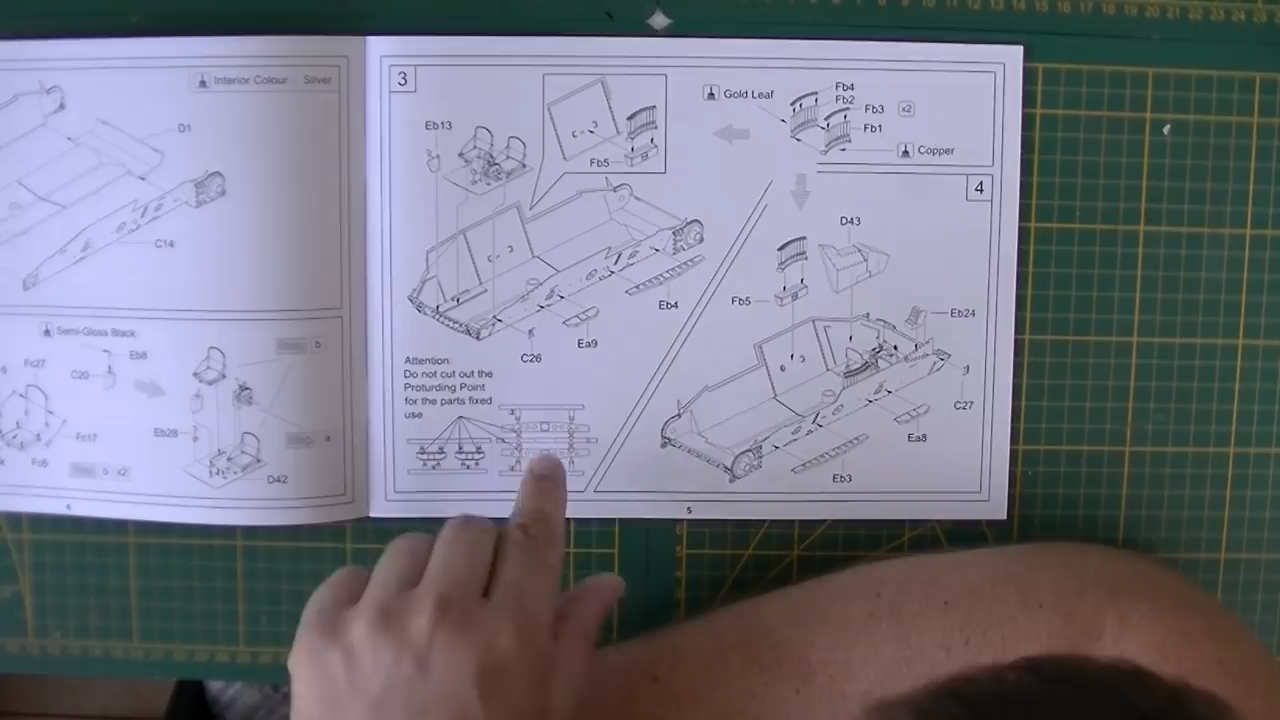 Interior Colour Silver
D1
C14
Semi-Gloss Black
Eb8
Fc27
C20
b
Fc17
Eb28
a
Fc6
b x2
D42
6
3
Eb13
Fb5
Gold Leaf
Fb4
Fb2
Fb3
x2
Fb1
Copper
Eb4
Ea9
C26
Attention:
Do not cut out the
Proturding Point
for the parts fixed
use
4
D43
Fb5
Eb24
C27
Ea8
Eb3
5